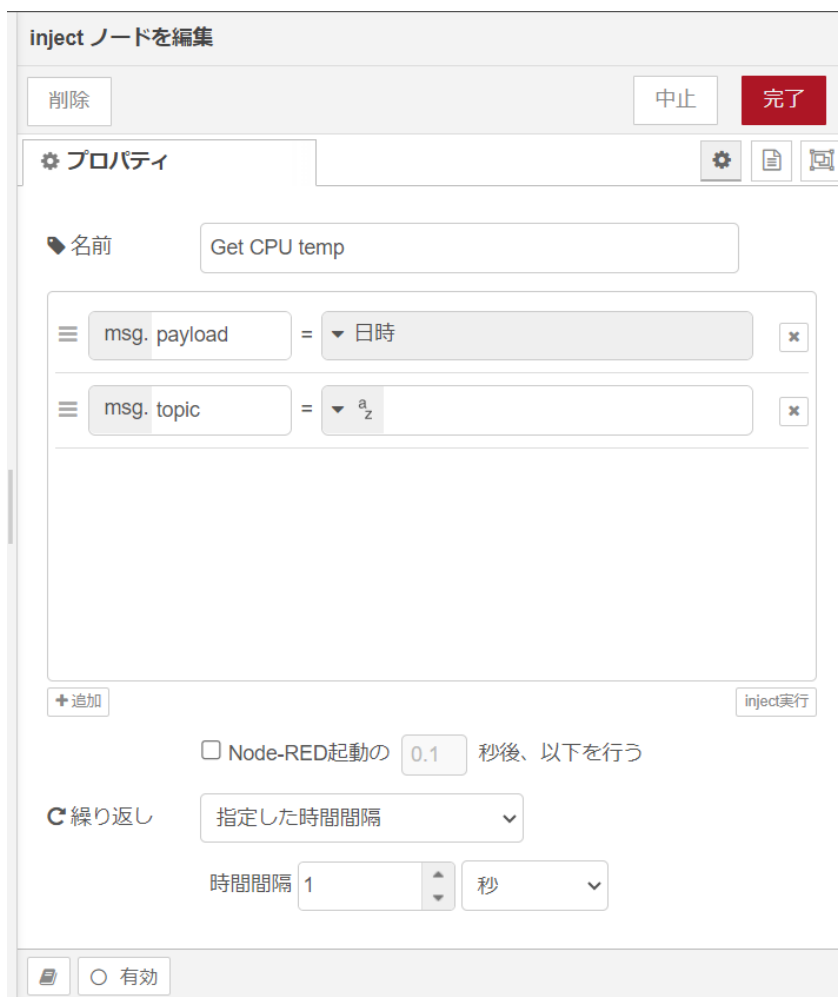 inject ノードを編集
削除 中止 完了
プロパティ
名前 Get CPU temp
msg. payload = 日時
msg. topic = az
追加 inject実行
Node-RED起動の 0.1 秒後、以下を行う
繰り返し 指定した時間間隔
時間間隔 1 秒
有効